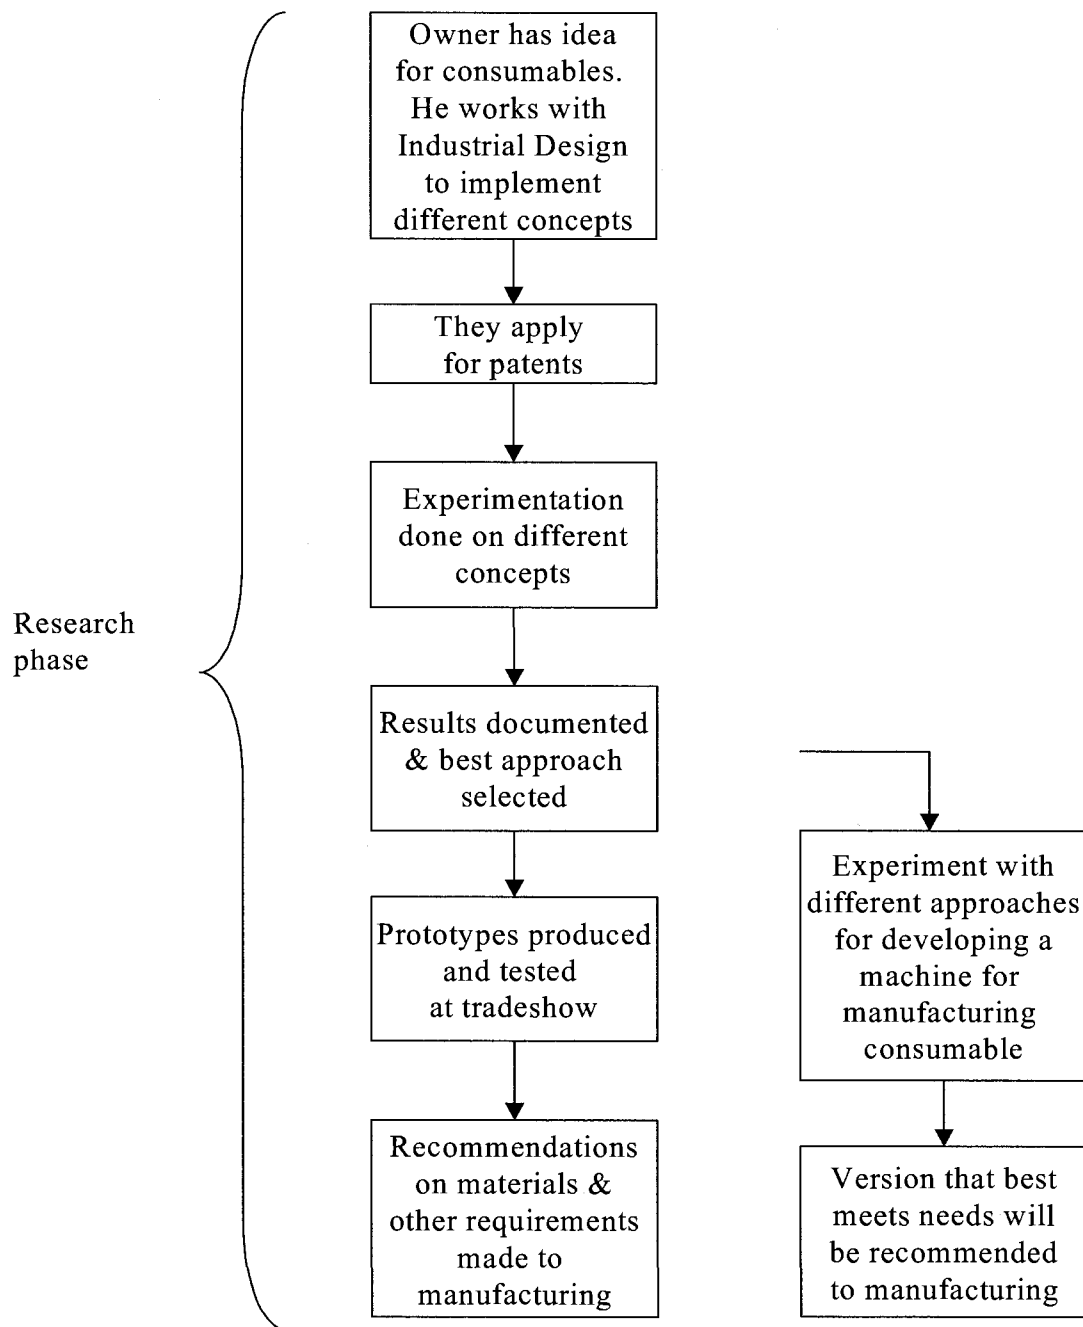 Owner has idea
for consumables.
He works with
Industrial Design
to implement
different concepts
They apply
for patents
Experimentation
done on different
concepts
Research
phase
Results documented
& best approach
selected
Prototypes produced
and tested
at tradeshow
Recommendations
on materials &
other requirements
made to
manufacturing
Experiment with
different approaches
for developing a
machine for
manufacturing
consumable
Version that best
meets needs will
be recommended
to manufacturing